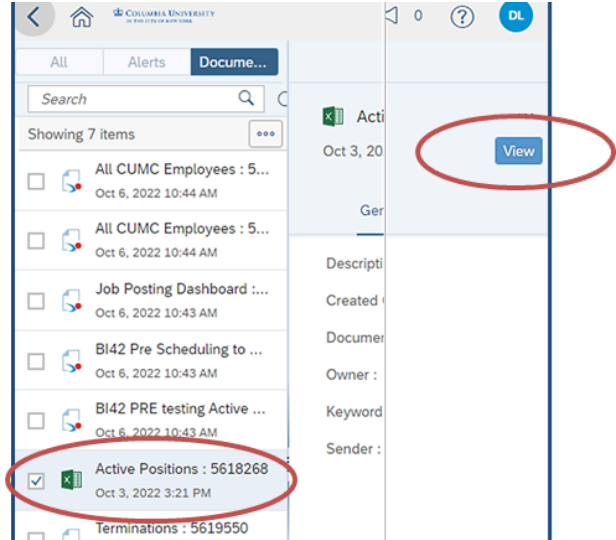 COLUMBIA UNIVERSITY
IN THE CITY OF NEW YORK
0
?
DL
All
Alerts
Docume...
Search
Showing 7 items
All CUMC Employees : 5...
Oct 6, 2022 10:44 AM
All CUMC Employees : 5...
Oct 6, 2022 10:44 AM
Job Posting Dashboard :...
Oct 6, 2022 10:43 AM
BI42 Pre Scheduling to ...
Oct 6, 2022 10:43 AM
BI42 PRE testing Active ...
Oct 6, 2022 10:43 AM
Active Positions : 5618268
Oct 3, 2022 3:21 PM
Terminations : 5619550
Acti
Oct 3, 20
View
Ger
Descripti
Created
Documer
Owner :
Keyword
Sender :